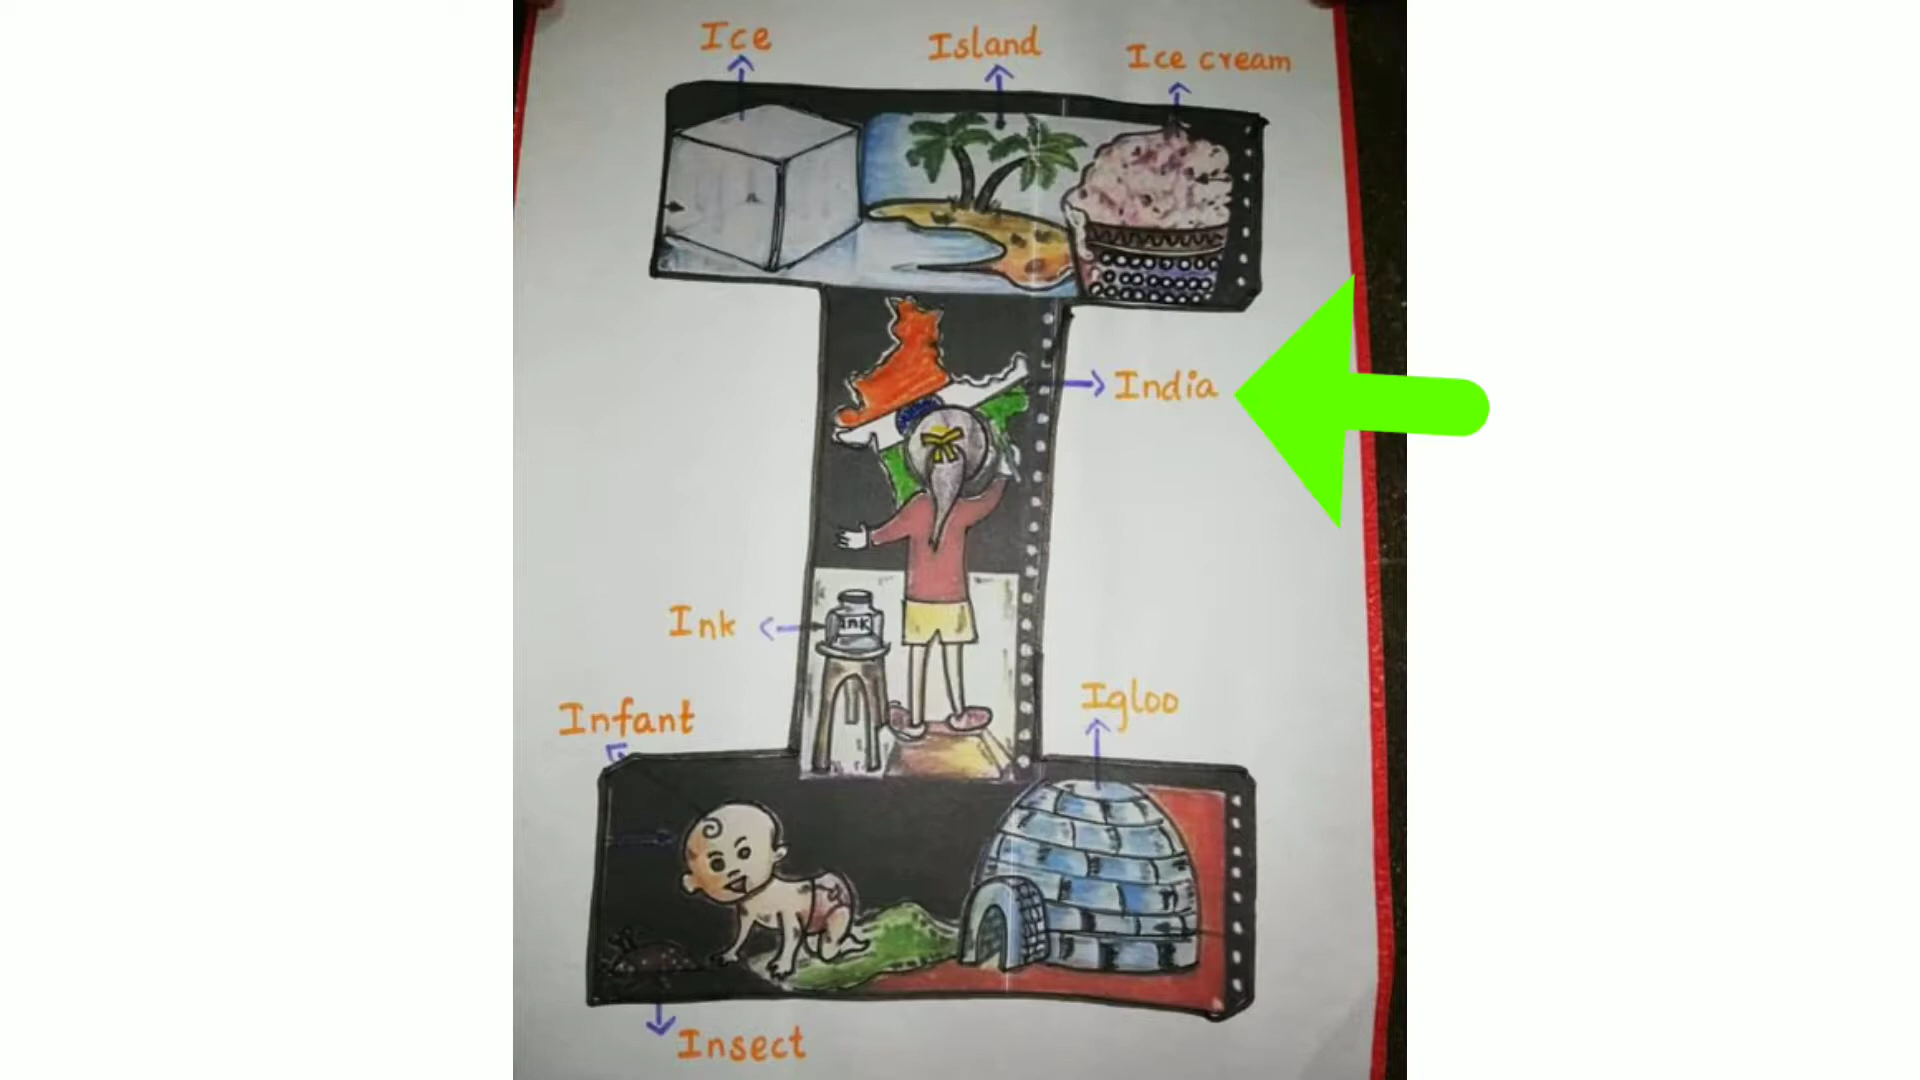 Ice
Island
Ice cream
India
Ink
Ink
Infant
Igloo
Insect